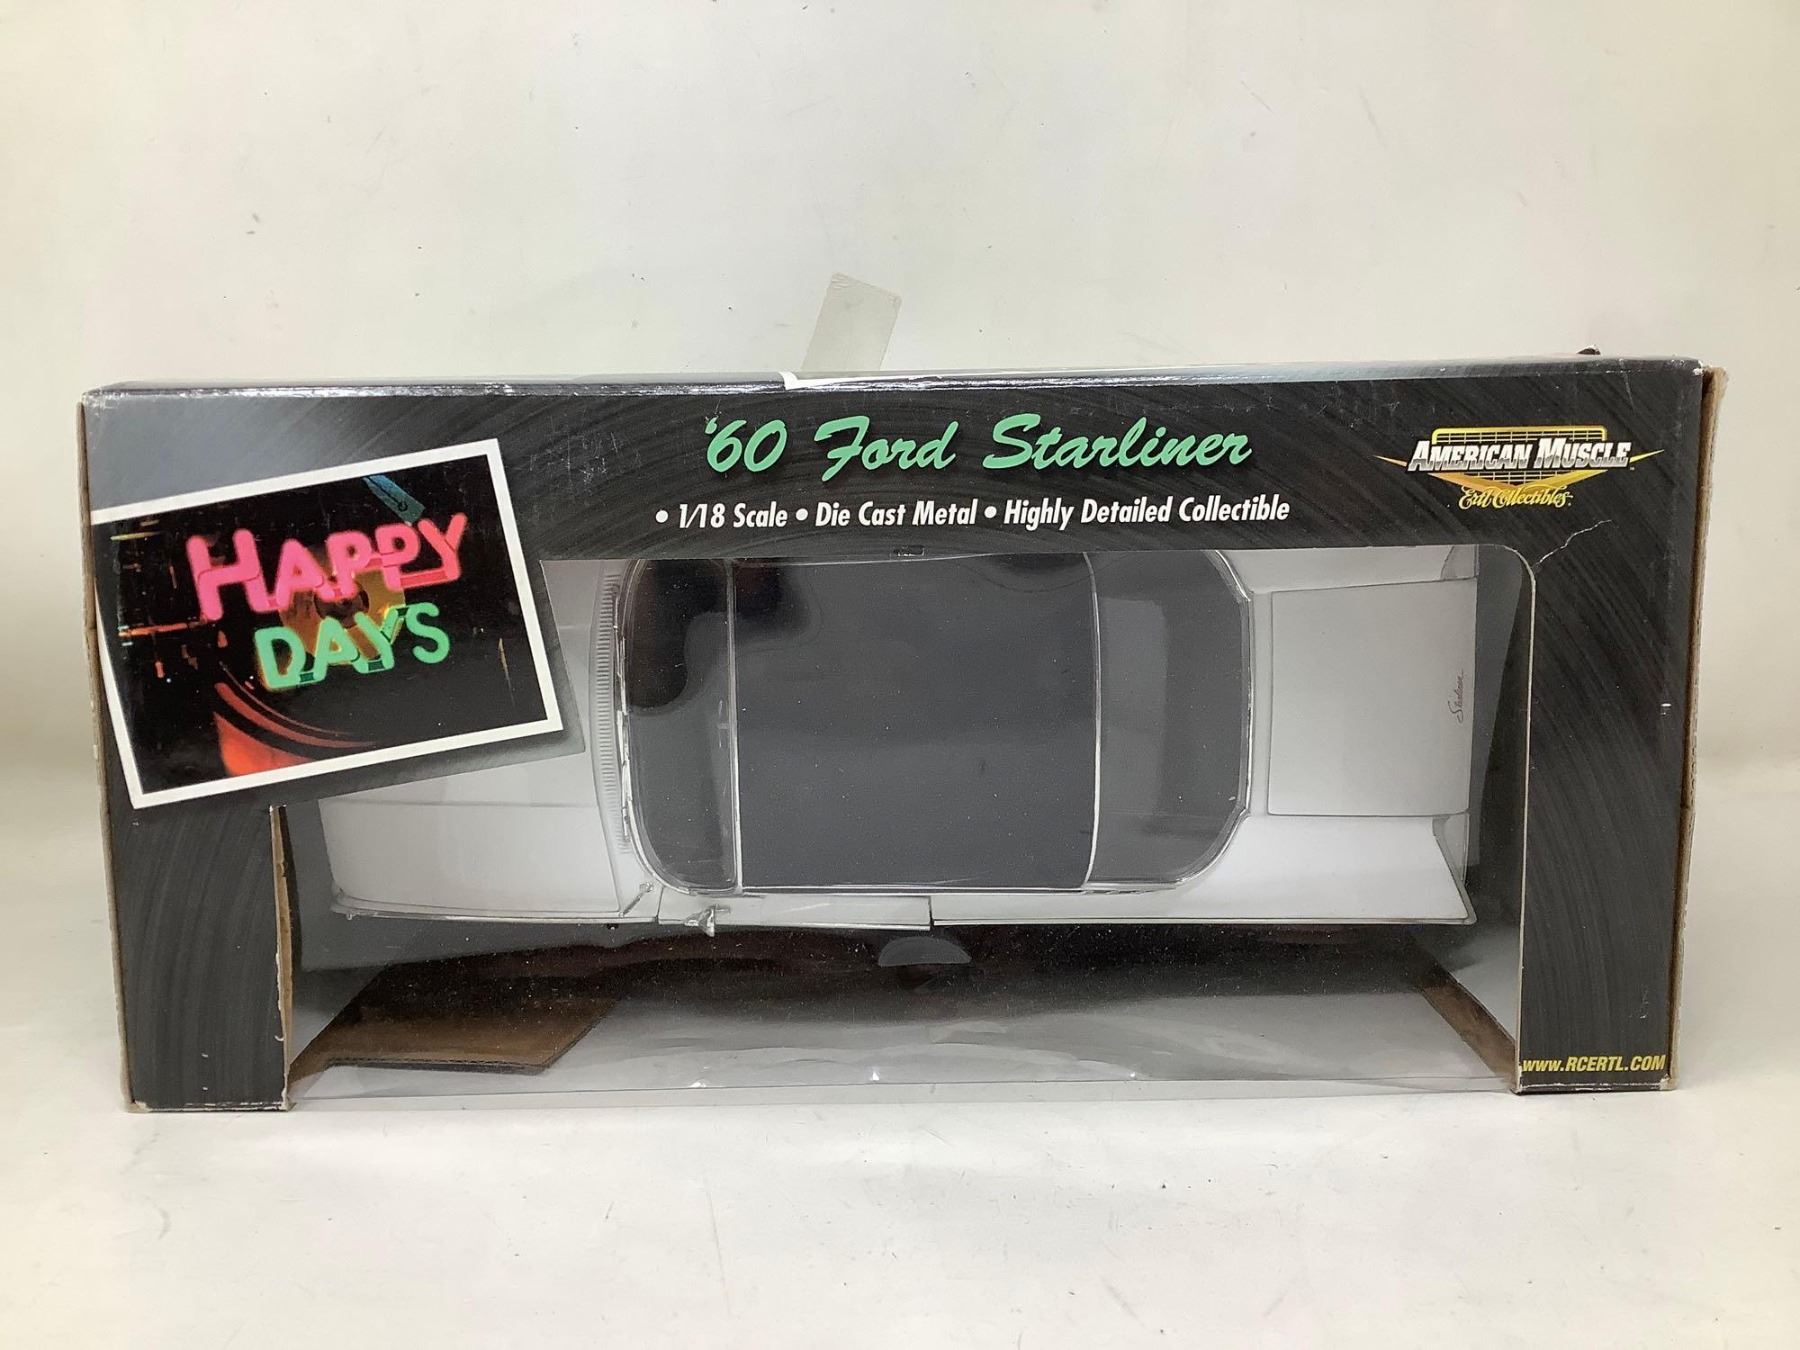 '60 Ford Starliner
• 1/18 Scale • Die Cast Metal • Highly Detailed Collectible
AMERICAN MUSCLE
Ertl Collectibles
HAPPY
DAYS
Starliner
www.RCERTL.COM